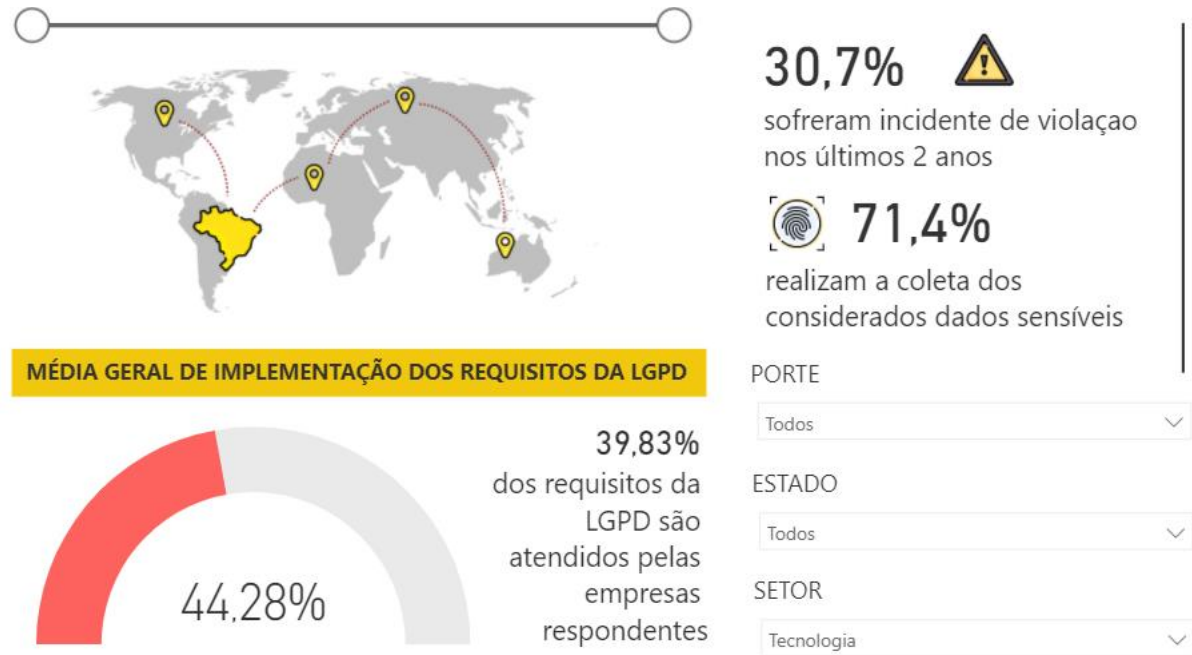 30,7%
sofreram incidente de violaçao
nos últimos 2 anos
71,4%
realizam a coleta dos
considerados dados sensíveis
MÉDIA GERAL DE IMPLEMENTAÇÃO DOS REQUISITOS DA LGPD
44,28%
39,83%
dos requisitos da
LGPD são
atendidos pelas
empresas
respondentes
PORTE
Todos
ESTADO
Todos
SETOR
Tecnologia